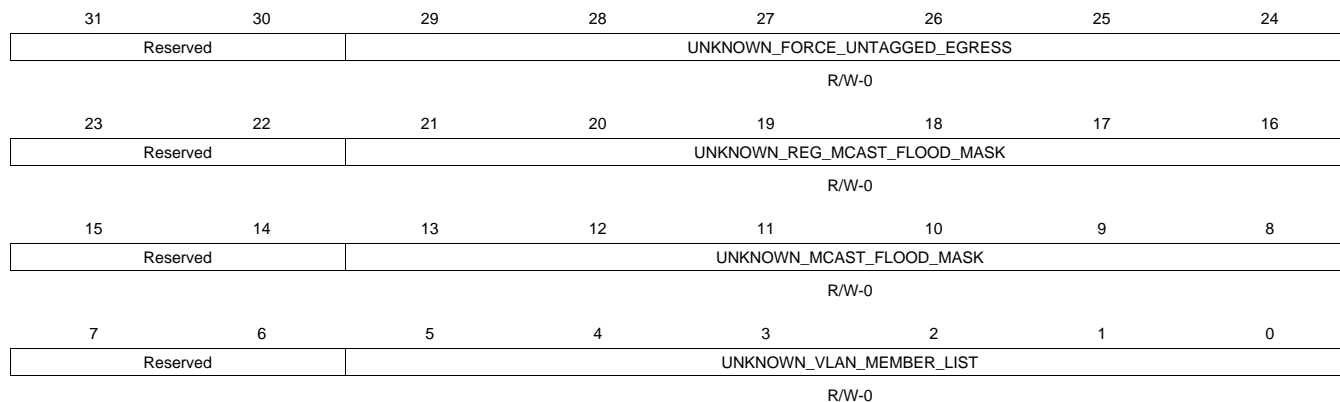 31 30 29 28 27 26 25 24
Reserved UNKNOWN_FORCE_UNTAGGED_EGRESS
R/W-0
23 22 21 20 19 18 17 16
Reserved UNKNOWN_REG_MCAST_FLOOD_MASK
R/W-0
15 14 13 12 11 10 9 8
Reserved UNKNOWN_MCAST_FLOOD_MASK
R/W-0
7 6 5 4 3 2 1 0
Reserved UNKNOWN_VLAN_MEMBER_LIST
R/W-0